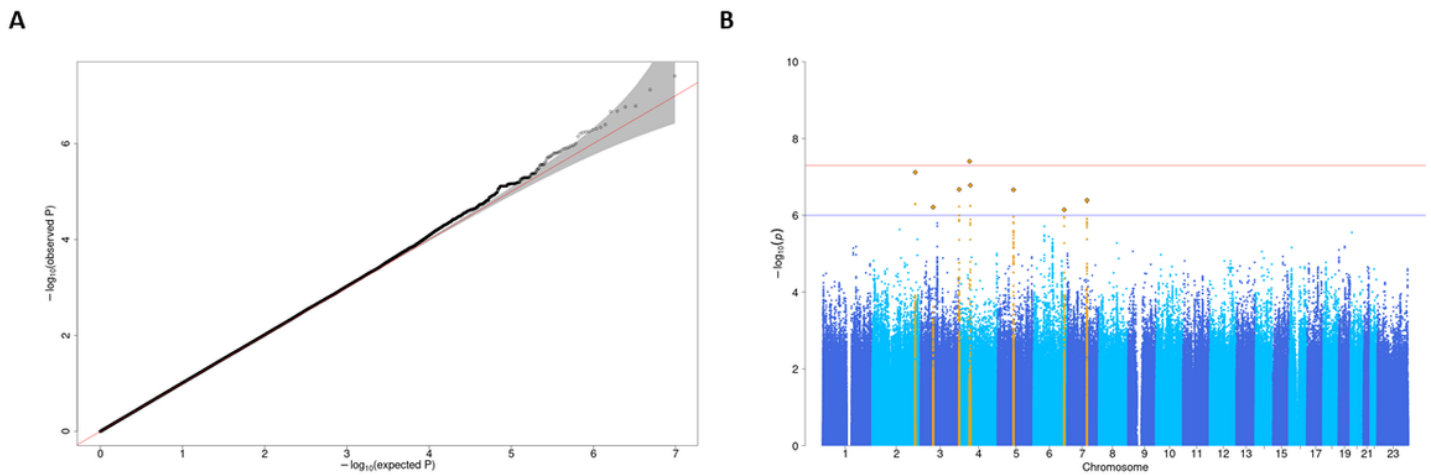 A
B
− log₁₀(observed P)
6
4
2
0
0 1 2 3 4 5 6 7
− log₁₀(expected P)
− log₁₀(p)
10
8
6
4
2
0
1 2 3 4 5 6 7 8 9 10 11 12 13 15 17 19 21 23
Chromosome